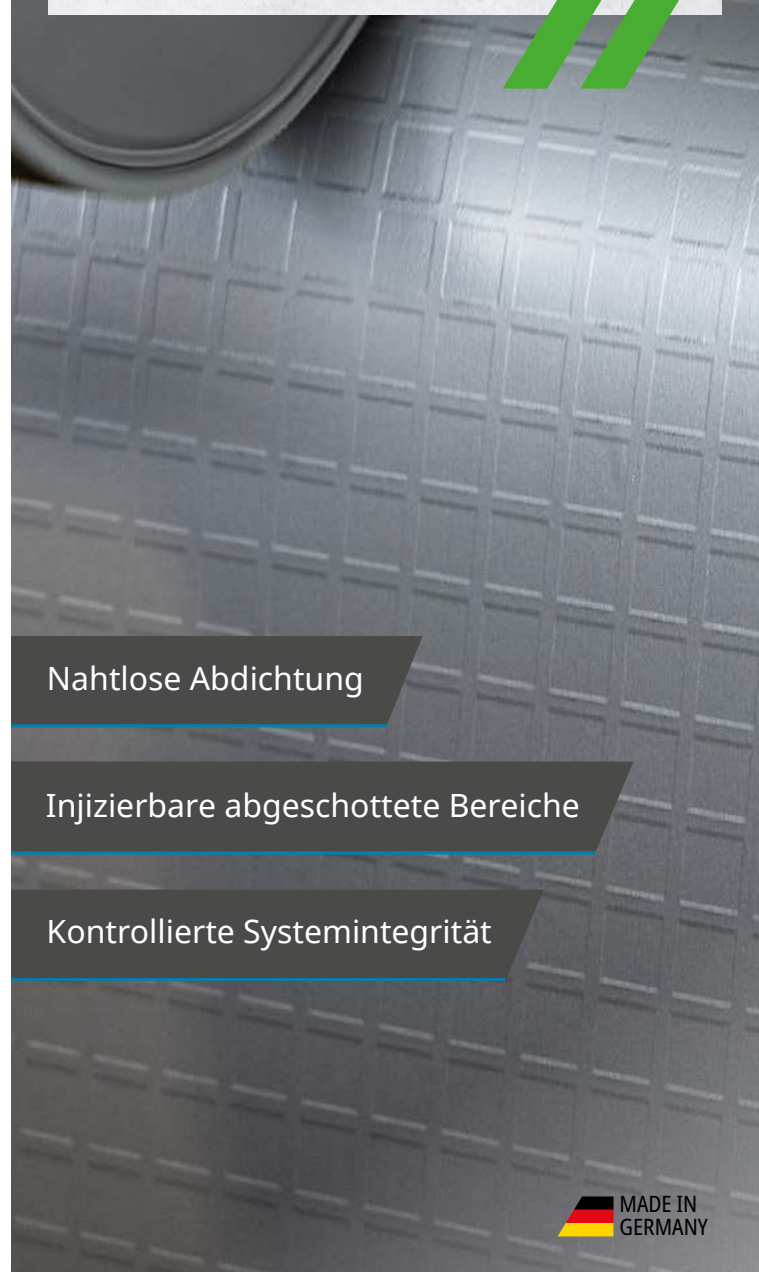 Nahtlose Abdichtung
Injizierbare abgeschottete Bereiche
Kontrollierte Systemintegrität
MADE IN
GERMANY